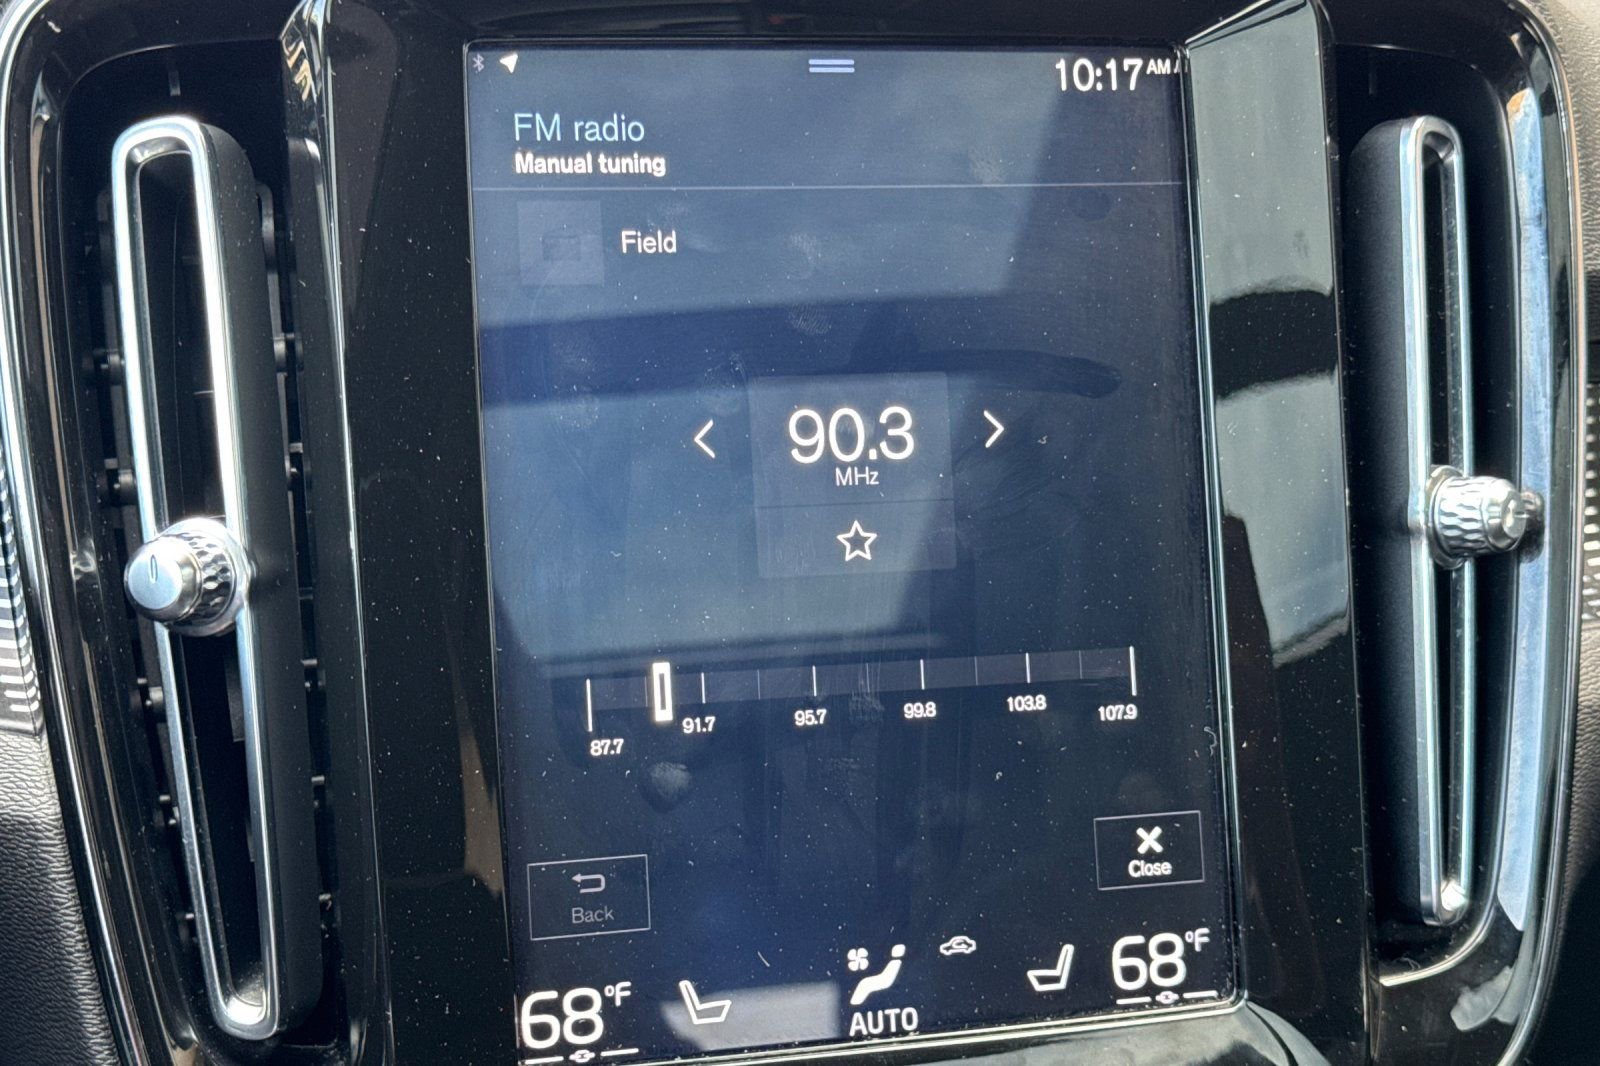 10:17 AM
FM radio
Manual tuning
Field
90.3
MHz
87.7
91.7
95.7
99.8
103.8
107.9
Close
Back
68°F
AUTO
68°F